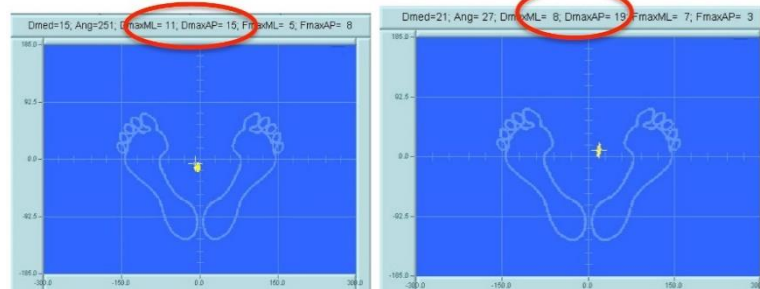 Dmed=15; Ang=251; DmaxML= 11; DmaxAP= 15; FmaxML= 5; FmaxAP= 8
185.0
92.5
0.0
-92.5
-185.0
-300.0 -150.0 0.0 150.0 300.0
Dmed=21; Ang= 27; DmaxML= 8; DmaxAP= 19; FmaxML= 7; FmaxAP= 3
185.0
92.5
0.0
-92.5
-185.0
-300.0 -150.0 0.0 150.0